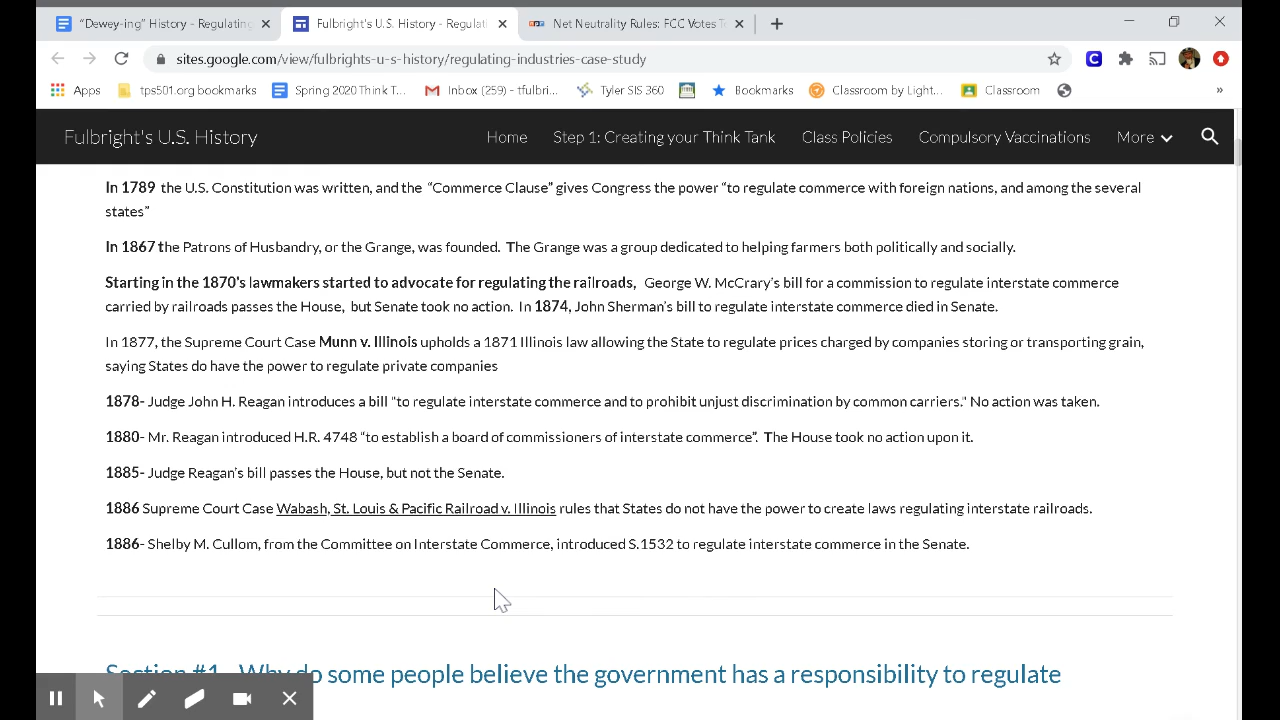 "Dewey-ing" History - Regulating
Fulbright's U.S. History - Regulati
Net Neutrality Rules: FCC Votes T
sites.google.com/view/fulbrights-u-s-history/regulating-industries-case-study
Apps
tps501.org bookmarks
Spring 2020 Think T...
Inbox (259) - tfulbri...
Tyler SIS 360
Bookmarks
Classroom by Light...
Classroom
»
Fulbright's U.S. History
Home
Step 1: Creating your Think Tank
Class Policies
Compulsory Vaccinations
More
In 1789 the U.S. Constitution was written, and the “Commerce Clause” gives Congress the power “to regulate commerce with foreign nations, and among the several
states”
In 1867 the Patrons of Husbandry, or the Grange, was founded. The Grange was a group dedicated to helping farmers both politically and socially.
Starting in the 1870's lawmakers started to advocate for regulating the railroads, George W. McCrary’s bill for a commission to regulate interstate commerce
carried by railroads passes the House, but Senate took no action. In 1874, John Sherman’s bill to regulate interstate commerce died in Senate.
In 1877, the Supreme Court Case Munn v. Illinois upholds a 1871 Illinois law allowing the State to regulate prices charged by companies storing or transporting grain,
saying States do have the power to regulate private companies
1878- Judge John H. Reagan introduces a bill "to regulate interstate commerce and to prohibit unjust discrimination by common carriers." No action was taken.
1880- Mr. Reagan introduced H.R. 4748 “to establish a board of commissioners of interstate commerce”. The House took no action upon it.
1885- Judge Reagan’s bill passes the House, but not the Senate.
1886 Supreme Court Case Wabash, St. Louis & Pacific Railroad v. Illinois rules that States do not have the power to create laws regulating interstate railroads.
1886- Shelby M. Cullom, from the Committee on Interstate Commerce, introduced S.1532 to regulate interstate commerce in the Senate.
Section #1 Why do some people believe the government has a responsibility to regulate